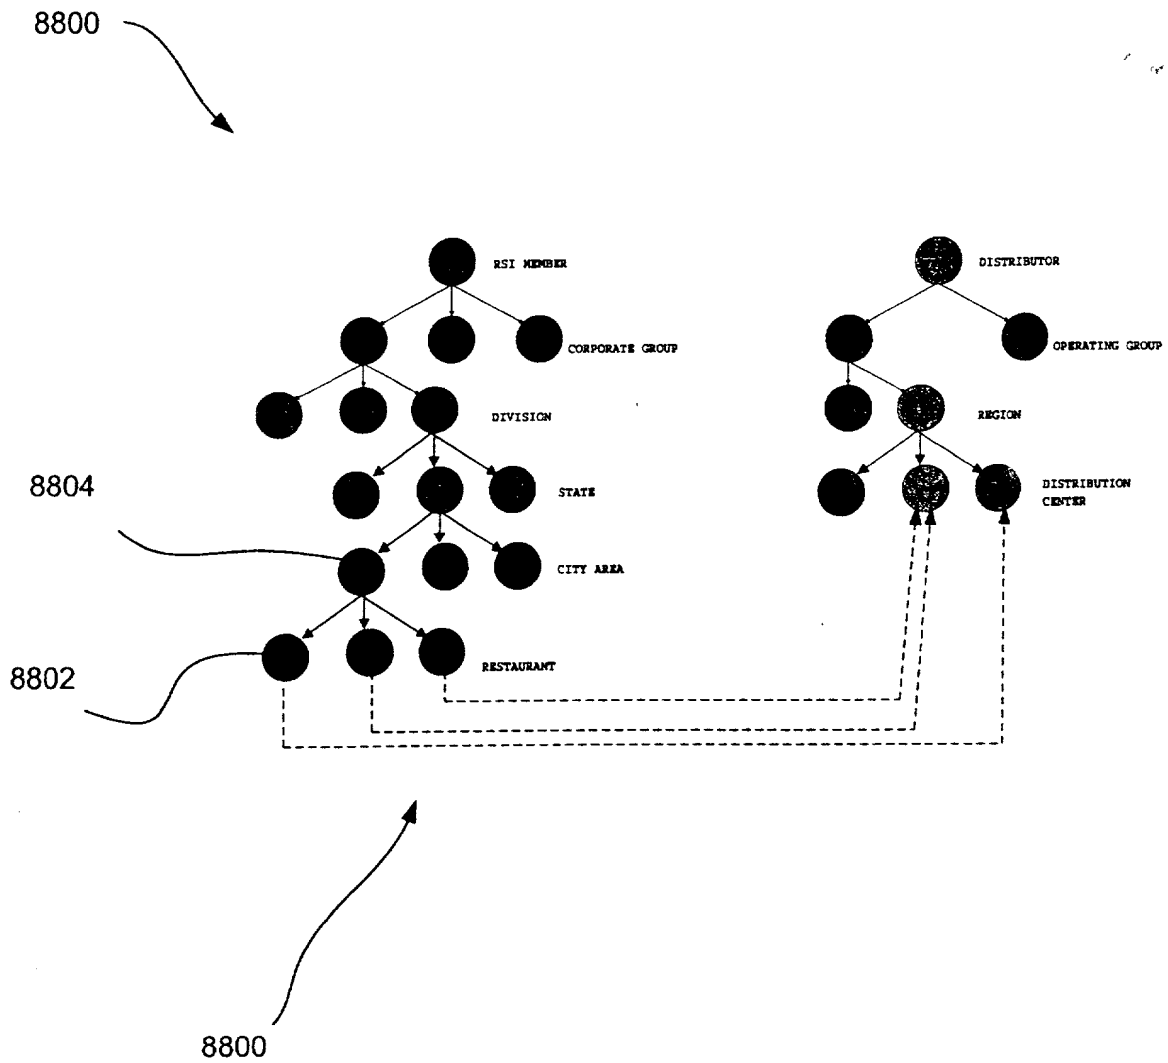 8800
RSI MEMBER
DISTRIBUTOR
CORPORATE GROUP
OPERATING GROUP
DIVISION
REGION
8804
STATE
DISTRIBUTION
CENTER
CITY AREA
RESTAURANT
8802
8800